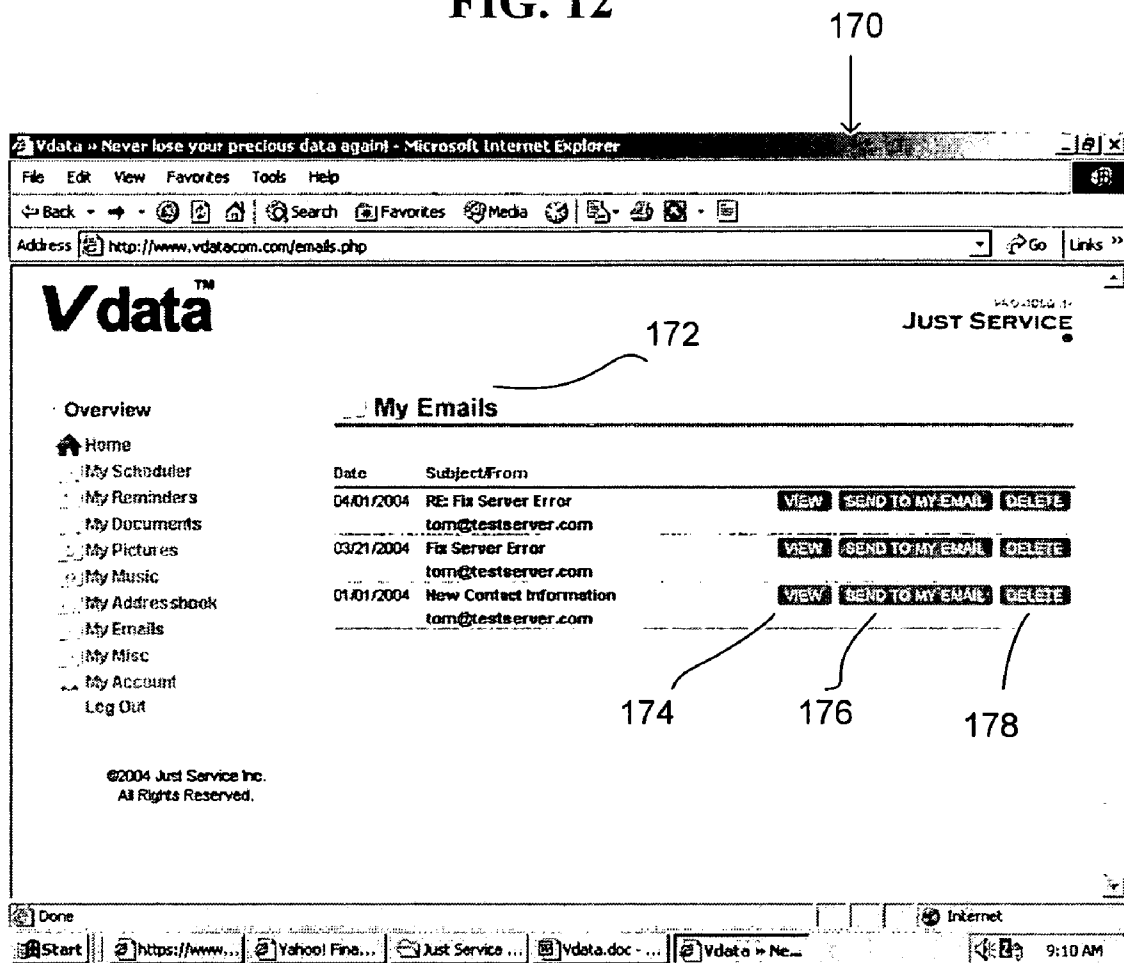 FIG. 12
170
Vdata » Never lose your precious data again! - Microsoft Internet Explorer
File Edit View Favorites Tools Help
Back Search Favorites Media
Address http://www.vdatacom.com/emails.php Go Links »
Vdata™
JUST SERVICE
172
Overview
My Emails
Home
My Scheduler
My Reminders
My Documents
My Pictures
My Music
My Addressbook
My Emails
My Misc
My Account
Log Out
Date Subject/From
04/01/2004 RE: Fix Server Error VIEW SEND TO MY EMAIL DELETE
tom@testserver.com
03/21/2004 Fix Server Error VIEW SEND TO MY EMAIL DELETE
tom@testserver.com
01/01/2004 New Contact Information VIEW SEND TO MY EMAIL DELETE
tom@testserver.com
174 176 178
©2004 Just Service Inc.
All Rights Reserved.
Done Internet
Start https://www... Yahoo! Fina... Just Service ... Vdata.doc - ... Vdata » Ne... 9:10 AM